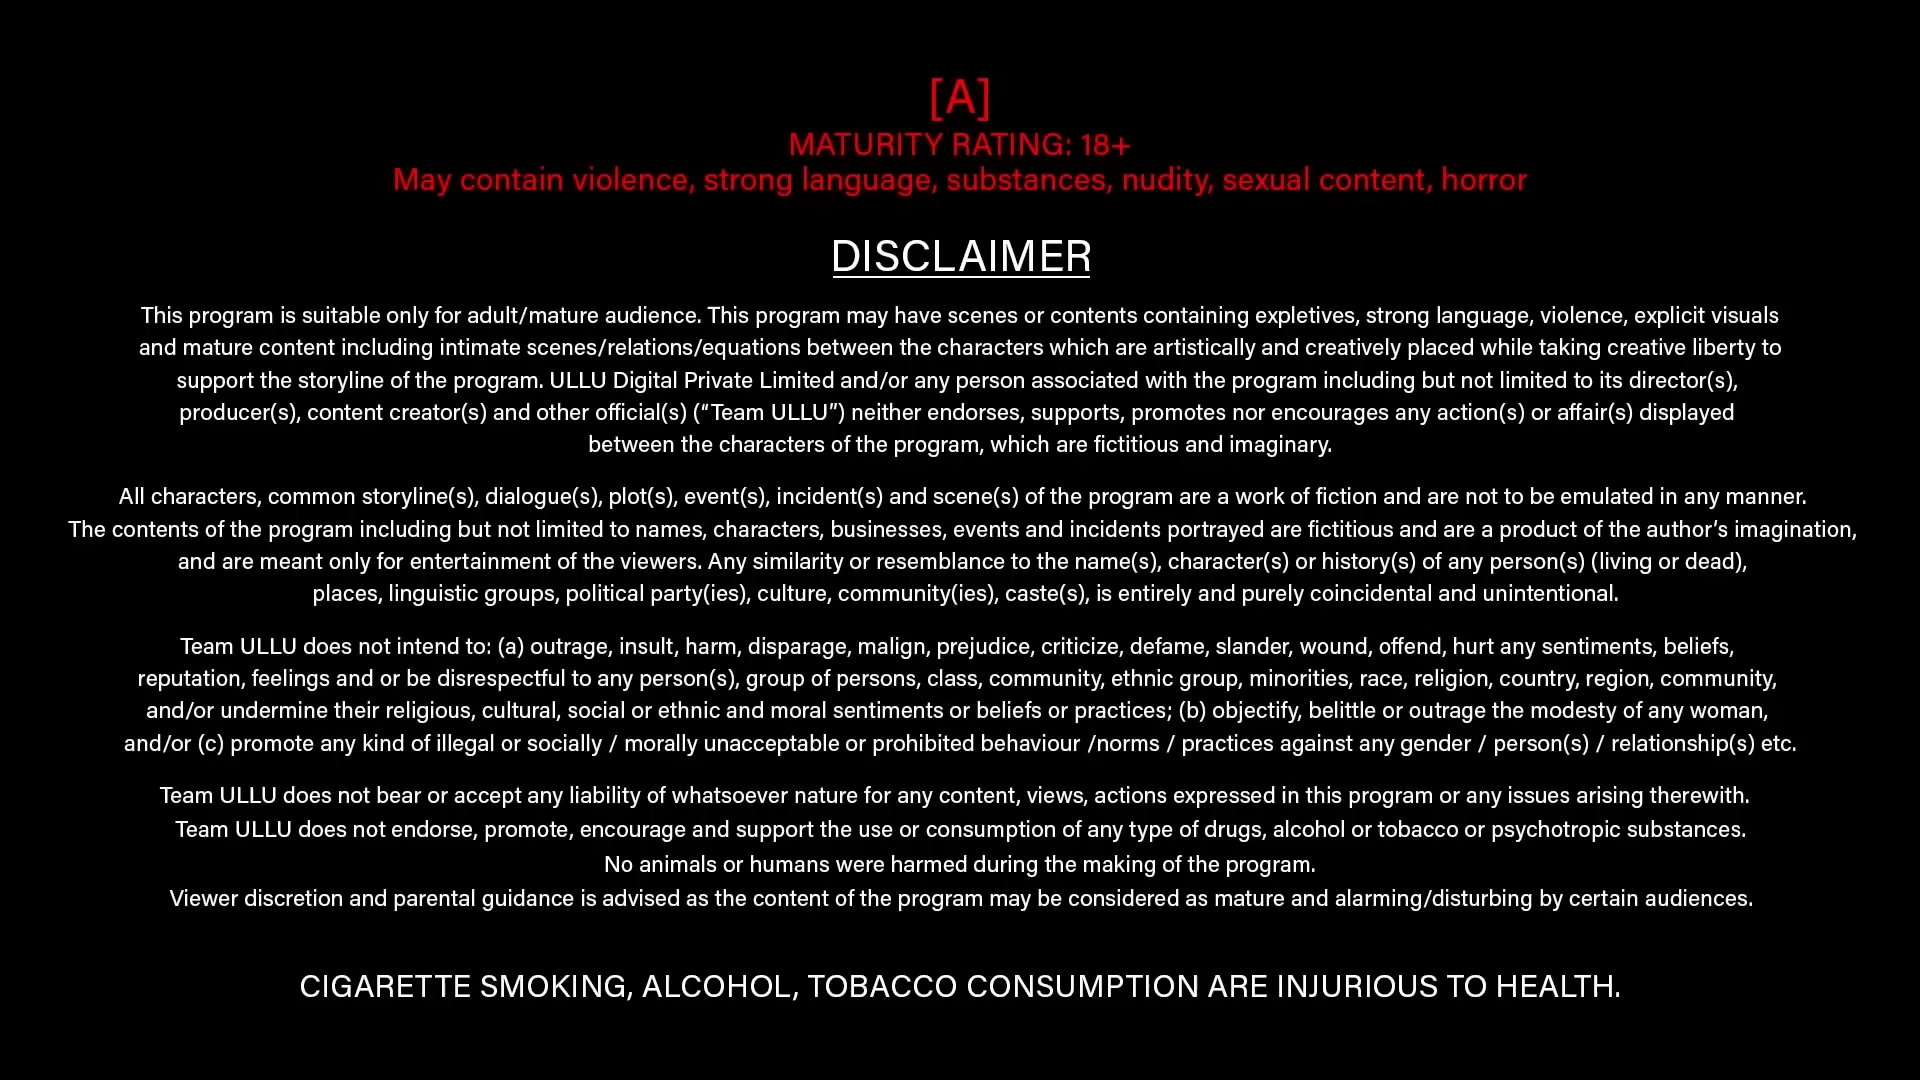 [A]
MATURITY RATING: 18+
May contain violence, strong language, substances, nudity, sexual content, horror
DISCLAIMER
This program is suitable only for adult/mature audience. This program may have scenes or contents containing expletives, strong language, violence, explicit visuals
and mature content including intimate scenes/relations/equations between the characters which are artistically and creatively placed while taking creative liberty to
support the storyline of the program. ULLU Digital Private Limited and/or any person associated with the program including but not limited to its director(s),
producer(s), content creator(s) and other official(s) (“Team ULLU”) neither endorses, supports, promotes nor encourages any action(s) or affair(s) displayed
between the characters of the program, which are fictitious and imaginary.
All characters, common storyline(s), dialogue(s), plot(s), event(s), incident(s) and scene(s) of the program are a work of fiction and are not to be emulated in any manner.
The contents of the program including but not limited to names, characters, businesses, events and incidents portrayed are fictitious and are a product of the author’s imagination,
and are meant only for entertainment of the viewers. Any similarity or resemblance to the name(s), character(s) or history(s) of any person(s) (living or dead),
places, linguistic groups, political party(ies), culture, community(ies), caste(s), is entirely and purely coincidental and unintentional.
Team ULLU does not intend to: (a) outrage, insult, harm, disparage, malign, prejudice, criticize, defame, slander, wound, offend, hurt any sentiments, beliefs,
reputation, feelings and or be disrespectful to any person(s), group of persons, class, community, ethnic group, minorities, race, religion, country, region, community,
and/or undermine their religious, cultural, social or ethnic and moral sentiments or beliefs or practices; (b) objectify, belittle or outrage the modesty of any woman,
and/or (c) promote any kind of illegal or socially / morally unacceptable or prohibited behaviour /norms / practices against any gender / person(s) / relationship(s) etc.
Team ULLU does not bear or accept any liability of whatsoever nature for any content, views, actions expressed in this program or any issues arising therewith.
Team ULLU does not endorse, promote, encourage and support the use or consumption of any type of drugs, alcohol or tobacco or psychotropic substances.
No animals or humans were harmed during the making of the program.
Viewer discretion and parental guidance is advised as the content of the program may be considered as mature and alarming/disturbing by certain audiences.
CIGARETTE SMOKING, ALCOHOL, TOBACCO CONSUMPTION ARE INJURIOUS TO HEALTH.